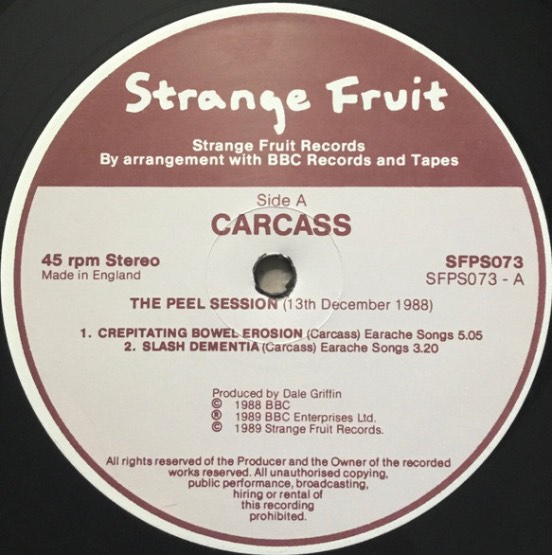 Strange Fruit
Strange Fruit Records
By arrangement with BBC Records and Tapes
Side A
CARCASS
45 rpm Stereo
Made in England
SFPS073
SFPS073 - A
THE PEEL SESSION (13th December 1988)
1. CREPITATING BOWEL EROSION (Carcass) Earache Songs 5.05
2. SLASH DEMENTIA (Carcass) Earache Songs 3.20
Produced by Dale Griffin
© 1988 BBC
® 1989 BBC Enterprises Ltd.
© 1989 Strange Fruit Records.
All rights reserved of the Producer and the Owner of the recorded
works reserved. All unauthorised copying,
public performance, broadcasting,
hiring or rental of
this recording
prohibited.